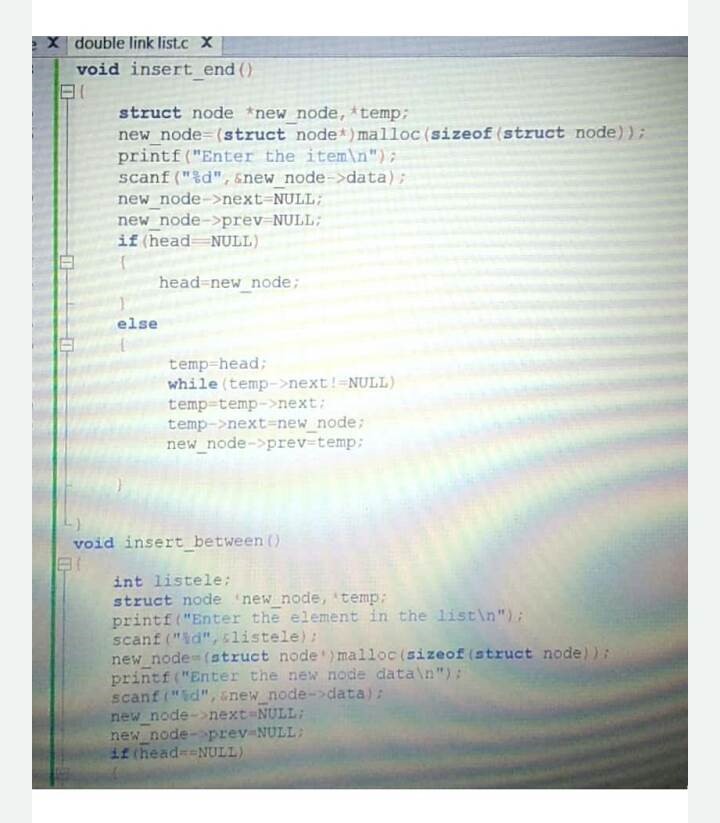 double link list.c X
void insert_end()
{
struct node *new_node,*temp;
new_node=(struct node*)malloc(sizeof(struct node));
printf("Enter the item\n");
scanf("%d",&new_node->data);
new_node->next=NULL;
new_node->prev=NULL;
if(head==NULL)
{
head=new_node;
}
else
{
temp=head;
while(temp->next!=NULL)
temp=temp->next;
temp->next=new_node;
new_node->prev=temp;
}
}
void insert_between()
{
int listele;
struct node *new_node,*temp;
printf("Enter the element in the list\n");
scanf("%d",&listele);
new_node=(struct node*)malloc(sizeof(struct node));
printf("Enter the new node data\n");
scanf("%d",&new_node->data);
new_node->next=NULL;
new_node->prev=NULL;
if(head==NULL)
{